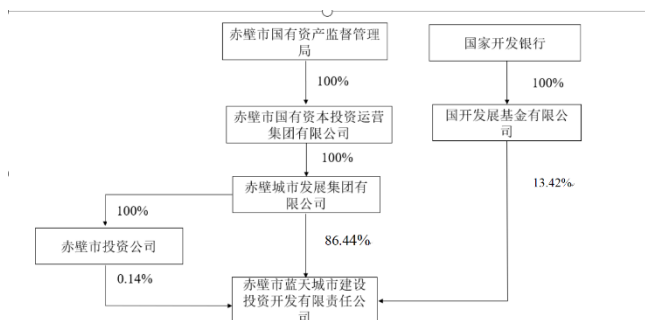 赤壁市国有资产监督管理
局
国家开发银行
100%
100%
赤壁市国有资本投资运营
集团有限公司
国开发展基金有限公
司
100%
13.42%
赤壁城市发展集团有
限公司
100%
赤壁市投资公司
86.44%
0.14%
赤壁市蓝天城市建设
投资开发有限责任公
司